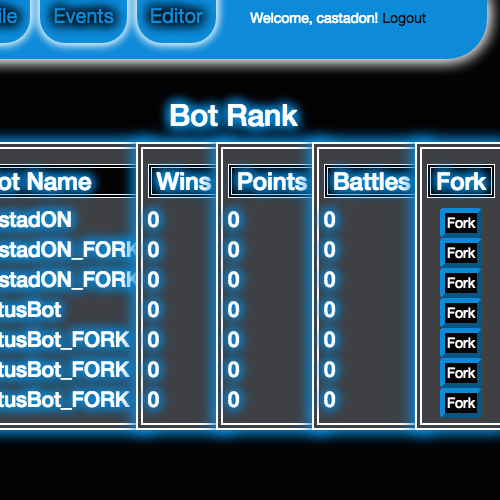 ile Events Editor Welcome, castadon! Logout
Bot Rank
ot Name Wins Points Battles Fork
stadON 0 0 0 Fork
stadON_FORK 0 0 0 Fork
stadON_FORK 0 0 0 Fork
tusBot 0 0 0 Fork
tusBot_FORK 0 0 0 Fork
tusBot_FORK 0 0 0 Fork
tusBot_FORK 0 0 0 Fork